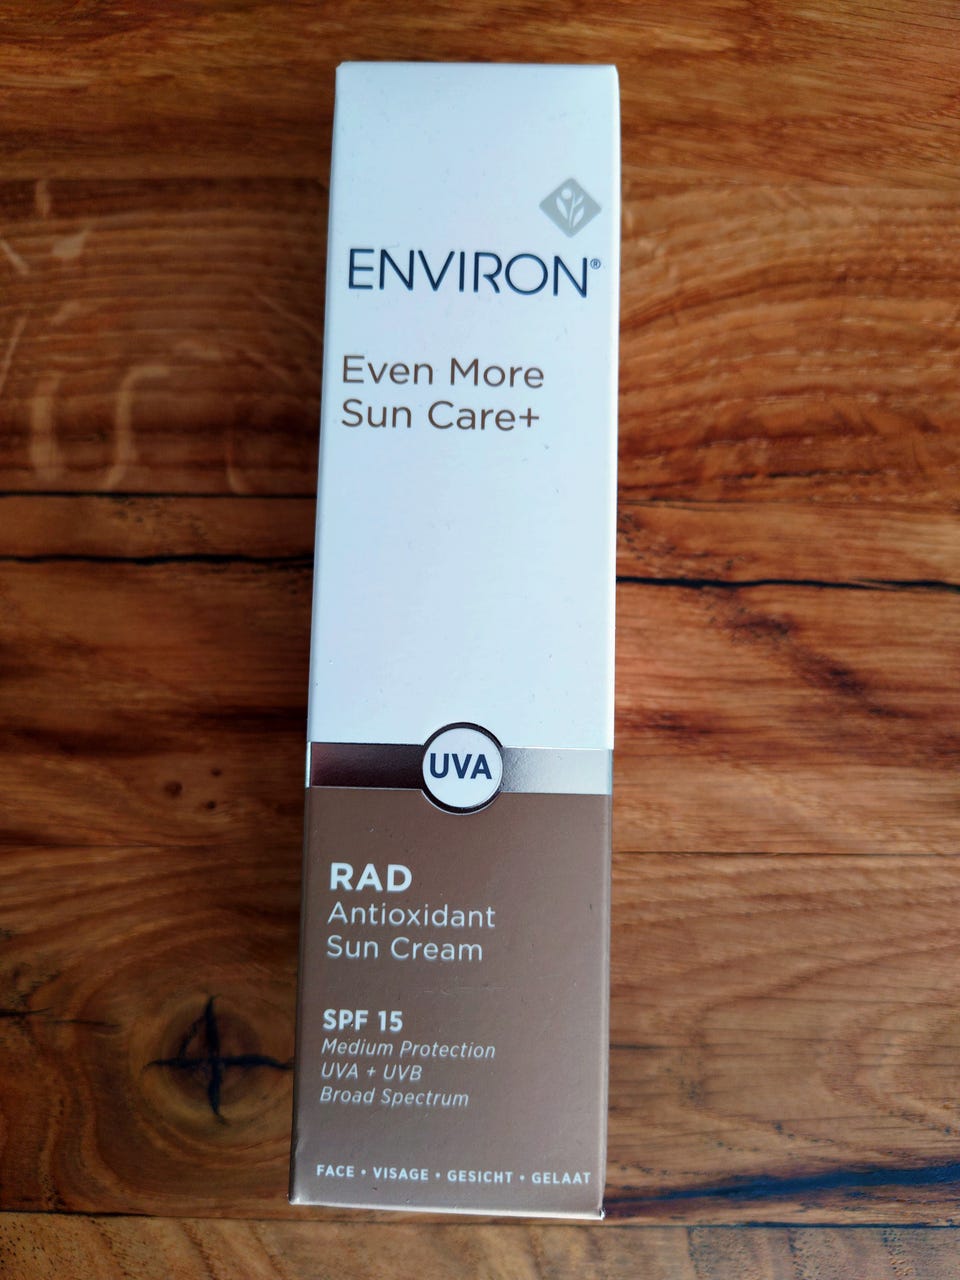 ENVIRON®
Even More
Sun Care+
UVA
RAD
Antioxidant
Sun Cream
SPF 15
Medium Protection
UVA + UVB
Broad Spectrum
FACE • VISAGE • GESICHT • GELAAT